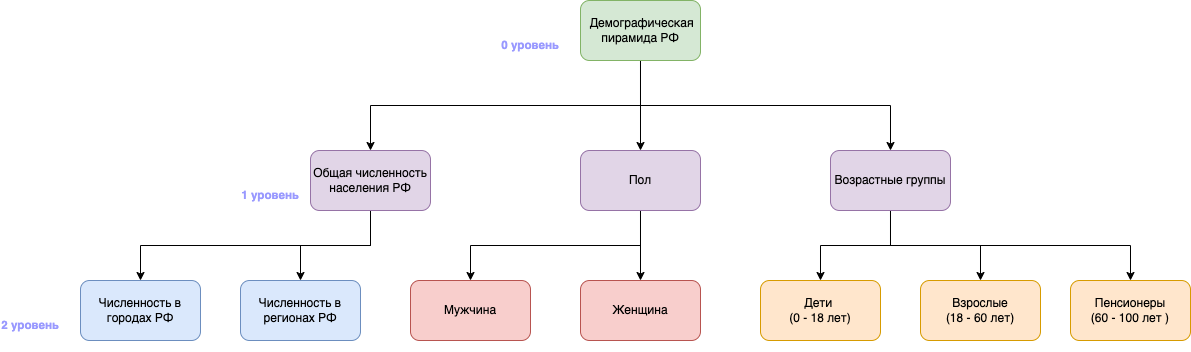 Демографическая
пирамида РФ
0 уровень
Общая численность
населения РФ
Пол
Возрастные группы
1 уровень
Численность в
городах РФ
Численность в
регионах РФ
Мужчина
Женщина
Дети
(0 - 18 лет)
Взрослые
(18 - 60 лет)
Пенсионеры
(60 - 100 лет )
2 уровень